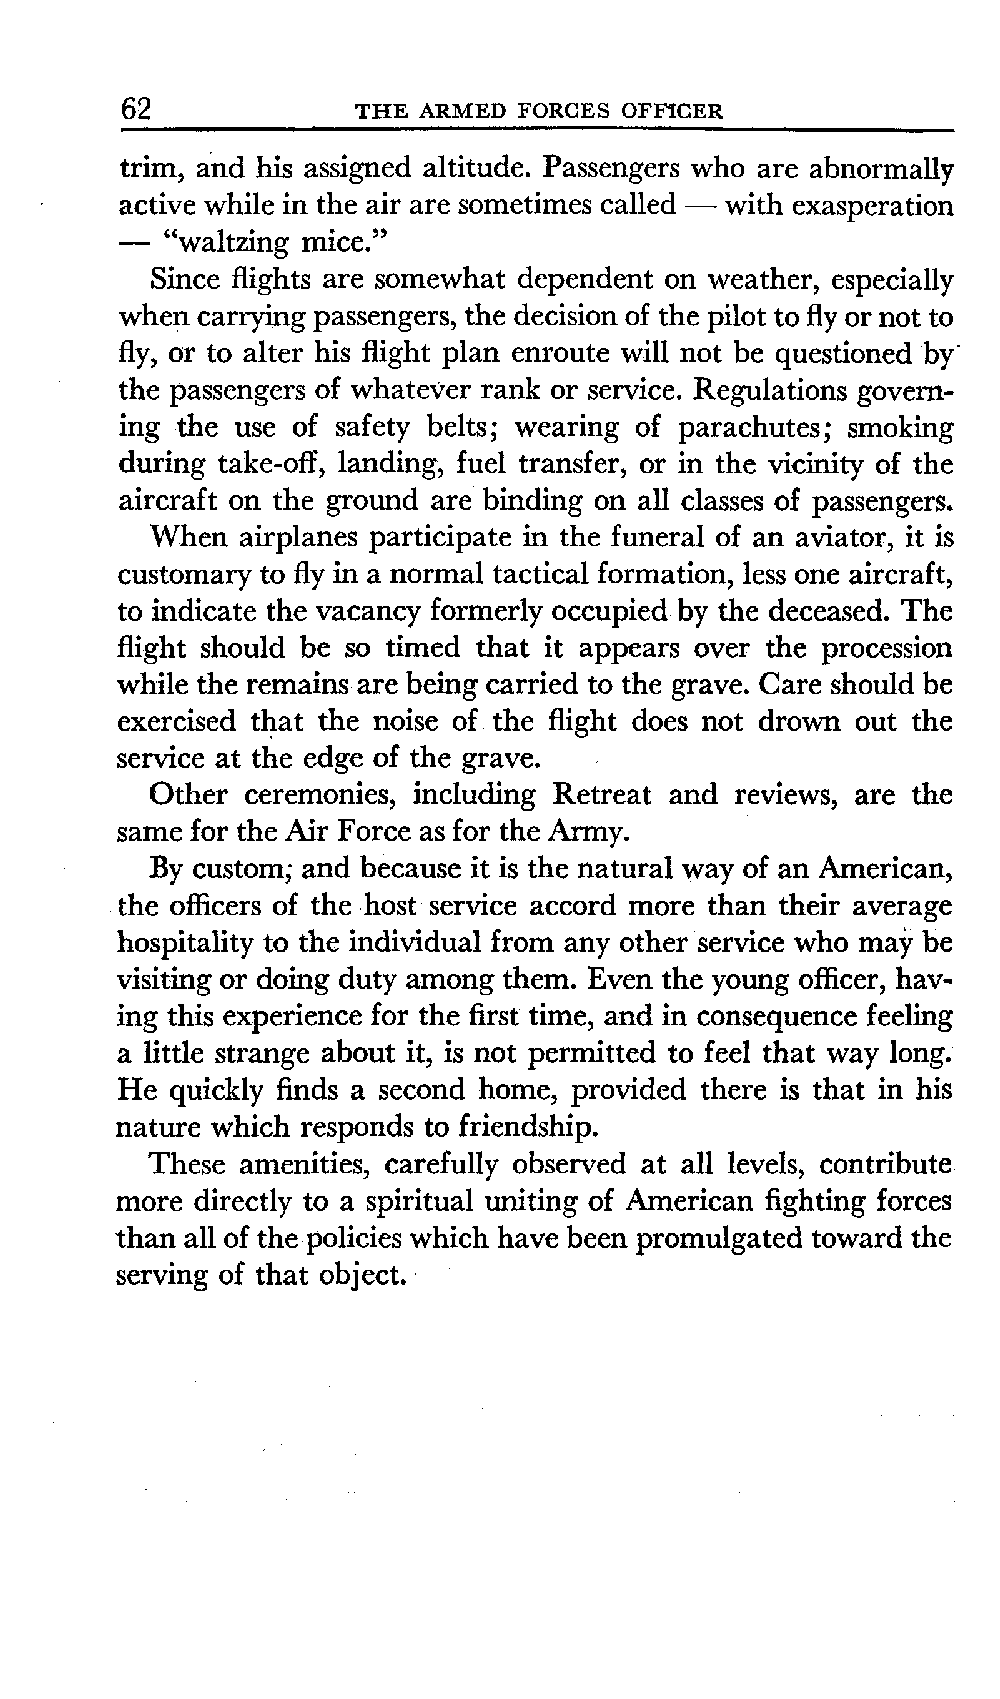 62 THE ARMED FORCES OFFICER
trim, and his assigned altitude. Passengers who are abnormally
active while in the air are sometimes called — with exasperation
— “waltzing mice.”
Since flights are somewhat dependent on weather, especially
when carrying passengers, the decision of the pilot to fly or not to
fly, or to alter his flight plan enroute will not be questioned by
the passengers of whatever rank or service. Regulations govern-
ing the use of safety belts; wearing of parachutes; smoking
during take-off, landing, fuel transfer, or in the vicinity of the
aircraft on the ground are binding on all classes of passengers.
When airplanes participate in the funeral of an aviator, it is
customary to fly in a normal tactical formation, less one aircraft,
to indicate the vacancy formerly occupied by the deceased. The
flight should be so timed that it appears over the procession
while the remains are being carried to the grave. Care should be
exercised that the noise of the flight does not drown out the
service at the edge of the grave.
Other ceremonies, including Retreat and reviews, are the
same for the Air Force as for the Army.
By custom; and because it is the natural way of an American,
the officers of the host service accord more than their average
hospitality to the individual from any other service who may be
visiting or doing duty among them. Even the young officer, hav-
ing this experience for the first time, and in consequence feeling
a little strange about it, is not permitted to feel that way long.
He quickly finds a second home, provided there is that in his
nature which responds to friendship.
These amenities, carefully observed at all levels, contribute
more directly to a spiritual uniting of American fighting forces
than all of the policies which have been promulgated toward the
serving of that object.